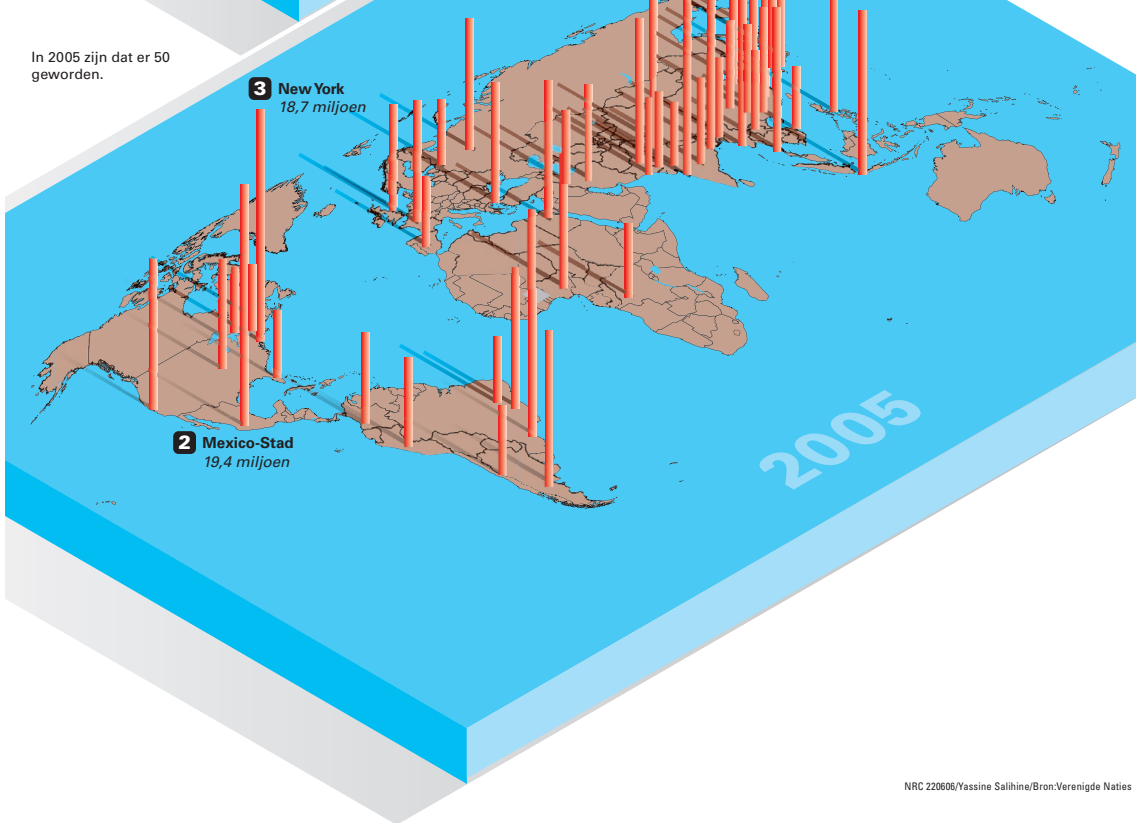 In 2005 zijn dat er 50
geworden.
3 New York
18,7 miljoen
2 Mexico-Stad
19,4 miljoen
2005
NRC 220606/Yassine Salihine/Bron:Verenigde Naties